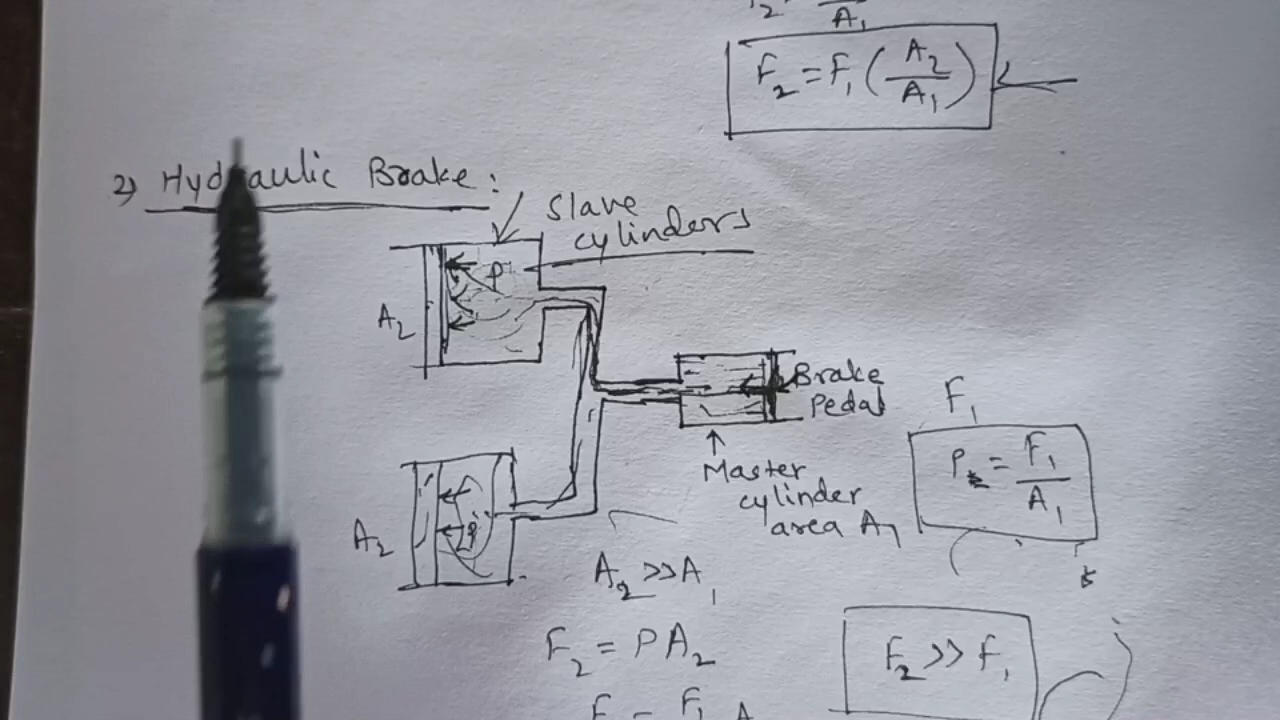 A₁
F₂ = F₁ (A₂/A₁)
2) Hydraulic Brake:
Slave
cylinders
P
A₂
Brake
Pedal
F₁
P = F₁/A₁
Master
cylinder
area A₁
A₂
A₂ >> A₁
F₂ = PA₂
F₂ >> F₁